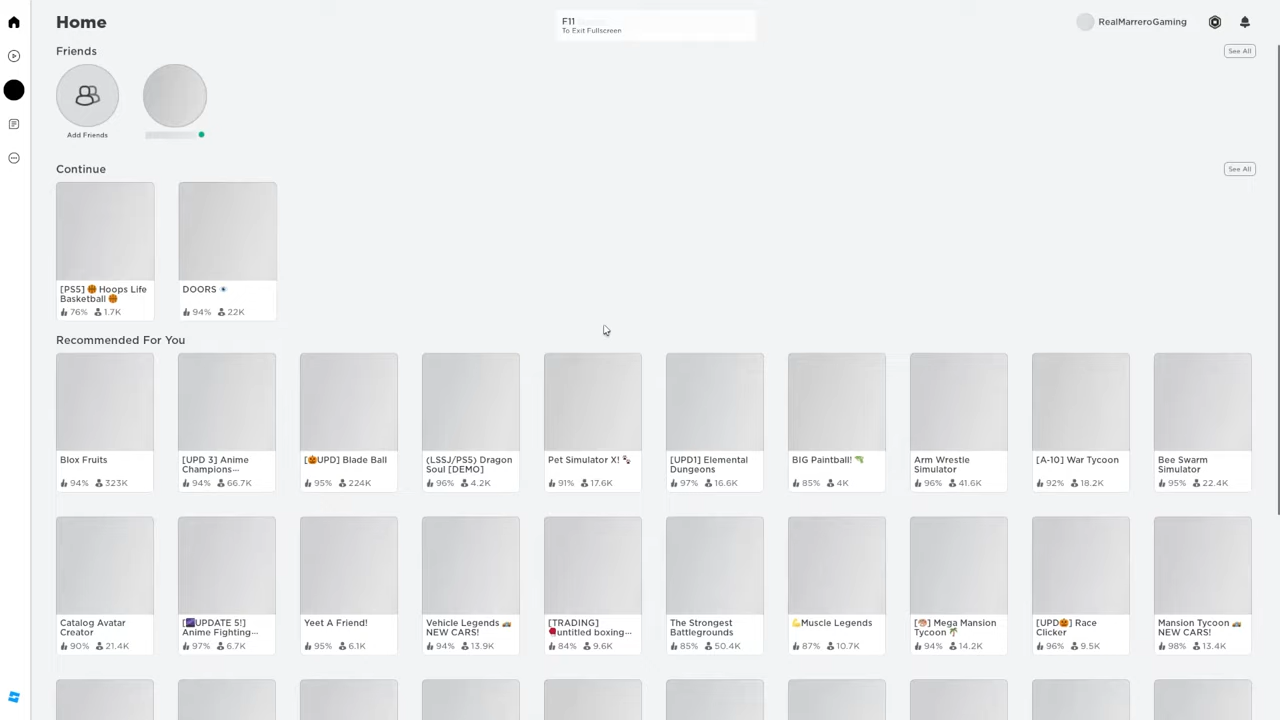 Home
F11
To Exit Fullscreen
RealMarreroGaming
Friends
See All
Add Friends
Continue
See All
[PS5] 🏀 Hoops Life
Basketball 🏀
76% 1.7K
DOORS 👁
94% 22K
Recommended For You
Blox Fruits
94% 323K
[UPD 3] Anime
Champions...
94% 66.7K
[🎃UPD] Blade Ball
95% 224K
(LSSJ/PS5) Dragon
Soul [DEMO]
96% 4.2K
Pet Simulator X! 🐾
91% 17.6K
[UPD1] Elemental
Dungeons
97% 16.6K
BIG Paintball! 🔫
85% 4K
Arm Wrestle
Simulator
96% 41.6K
[A-10] War Tycoon
92% 18.2K
Bee Swarm
Simulator
95% 22.4K
Catalog Avatar
Creator
90% 21.4K
[🌌UPDATE 5!]
Anime Fighting...
97% 6.7K
Yeet A Friend!
95% 6.1K
Vehicle Legends 🚓
NEW CARS!
94% 13.9K
[TRADING]
🥊untitled boxing...
84% 9.6K
The Strongest
Battlegrounds
85% 50.4K
💪Muscle Legends
87% 10.7K
[🐵] Mega Mansion
Tycoon 🌴
94% 14.2K
[UPD🎃] Race
Clicker
96% 9.5K
Mansion Tycoon 🚓
NEW CARS!
98% 13.4K